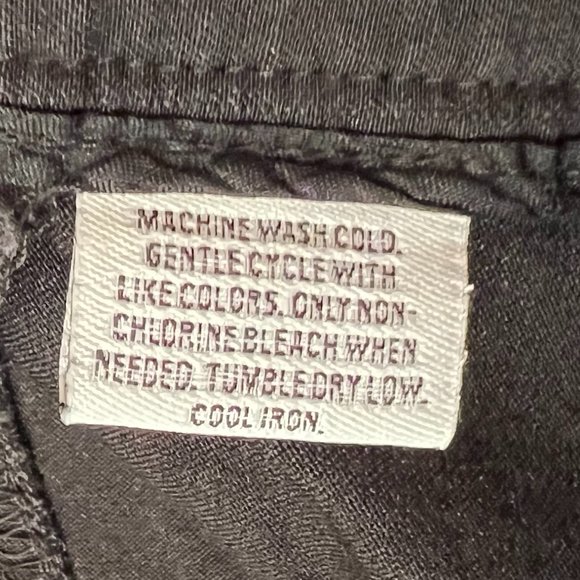 MACHINE WASH COLD.
GENTLE CYCLE WITH
LIKE COLORS. ONLY NON-
CHLORINE BLEACH WHEN
NEEDED. TUMBLE DRY LOW.
COOL IRON.